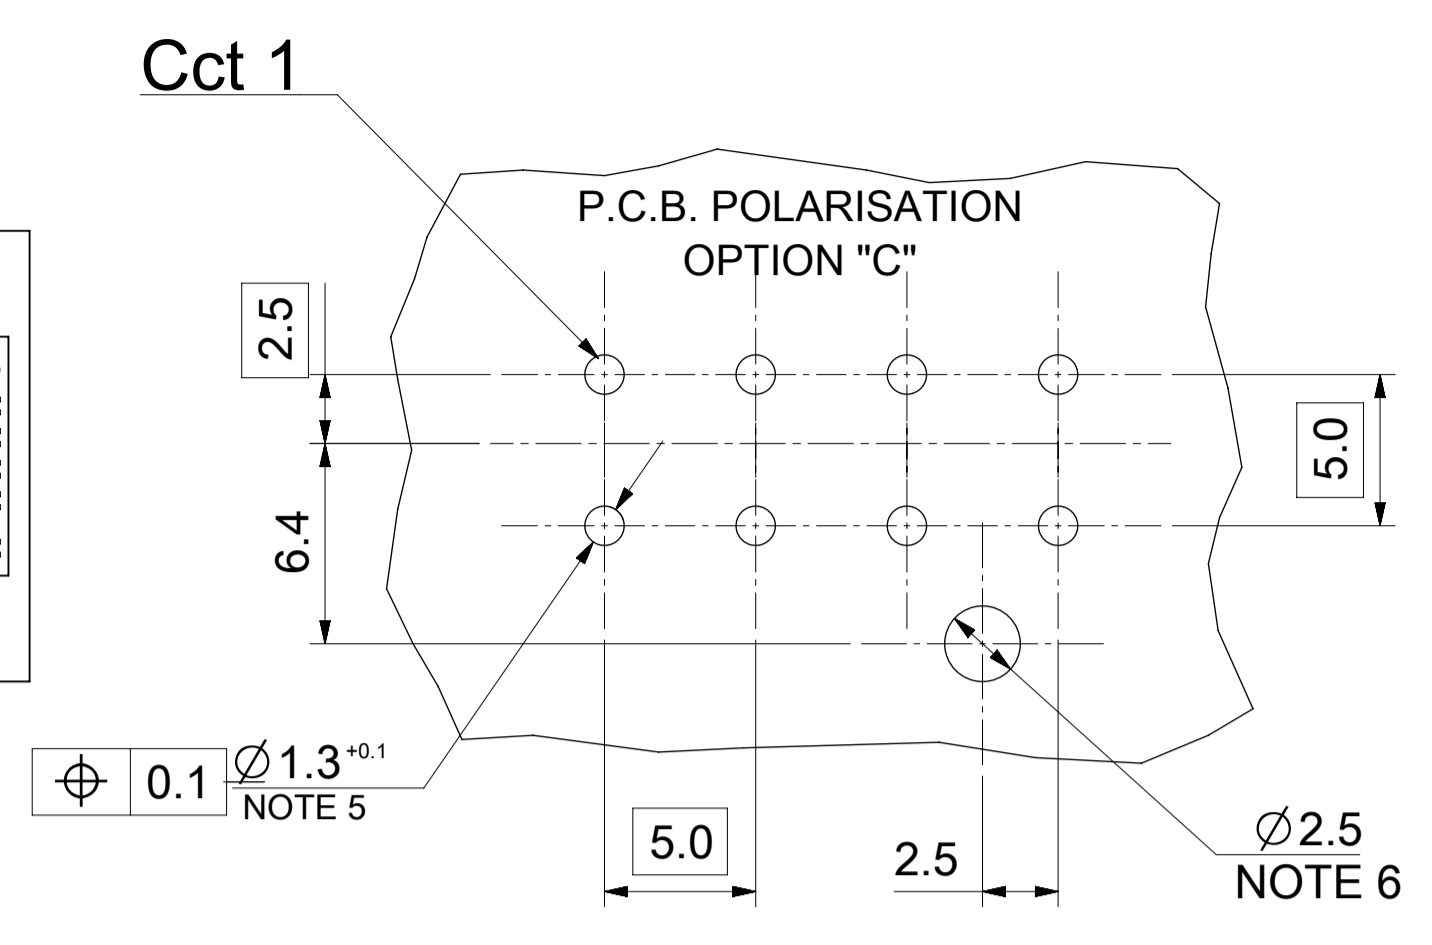 Cct 1
P.C.B. POLARISATION
OPTION "C"
2.5
5.0
6.4
0.1
Ø1.3 +0.1
NOTE 5
5.0
2.5
Ø2.5
NOTE 6